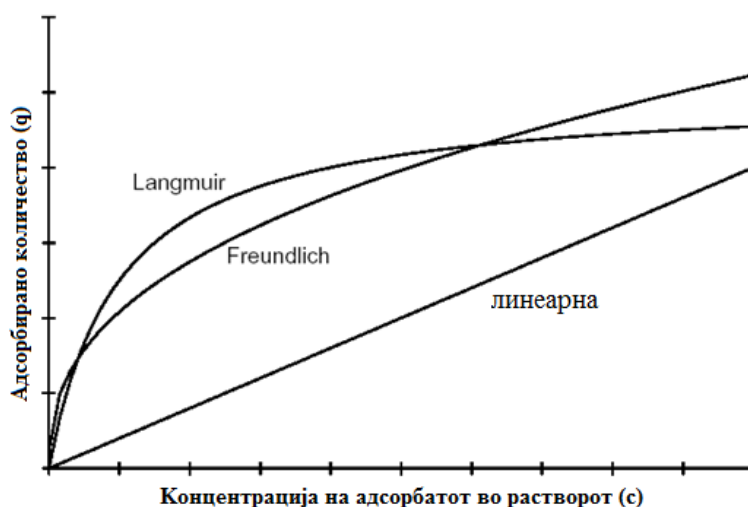 Адсорбирано количество (q)
Langmuir
Freundlich
линеарна
Концентрација на адсорбатот во растворот (c)